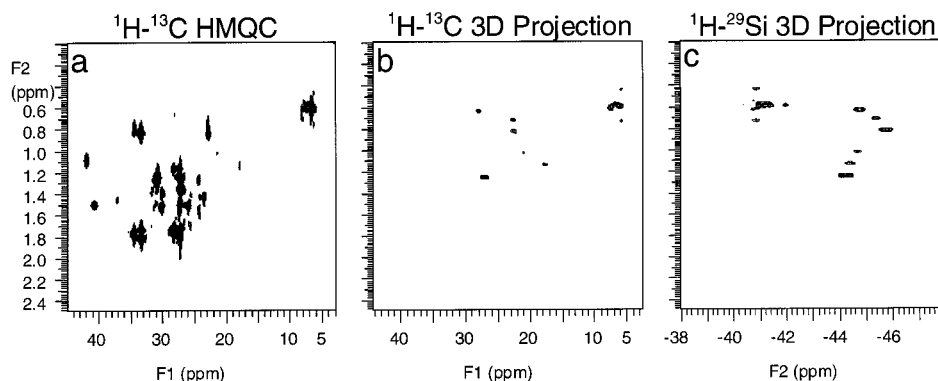 ¹H-¹³C HMQC
¹H-¹³C 3D Projection
¹H-²⁹Si 3D Projection
a
b
c
F2
(ppm)
0.6
0.8
1.0
1.2
1.4
1.6
1.8
2.0
2.2
2.4
40 30 20 10 5
40 30 20 10 5
-38 -40 -42 -44 -46
F1 (ppm)
F1 (ppm)
F2 (ppm)